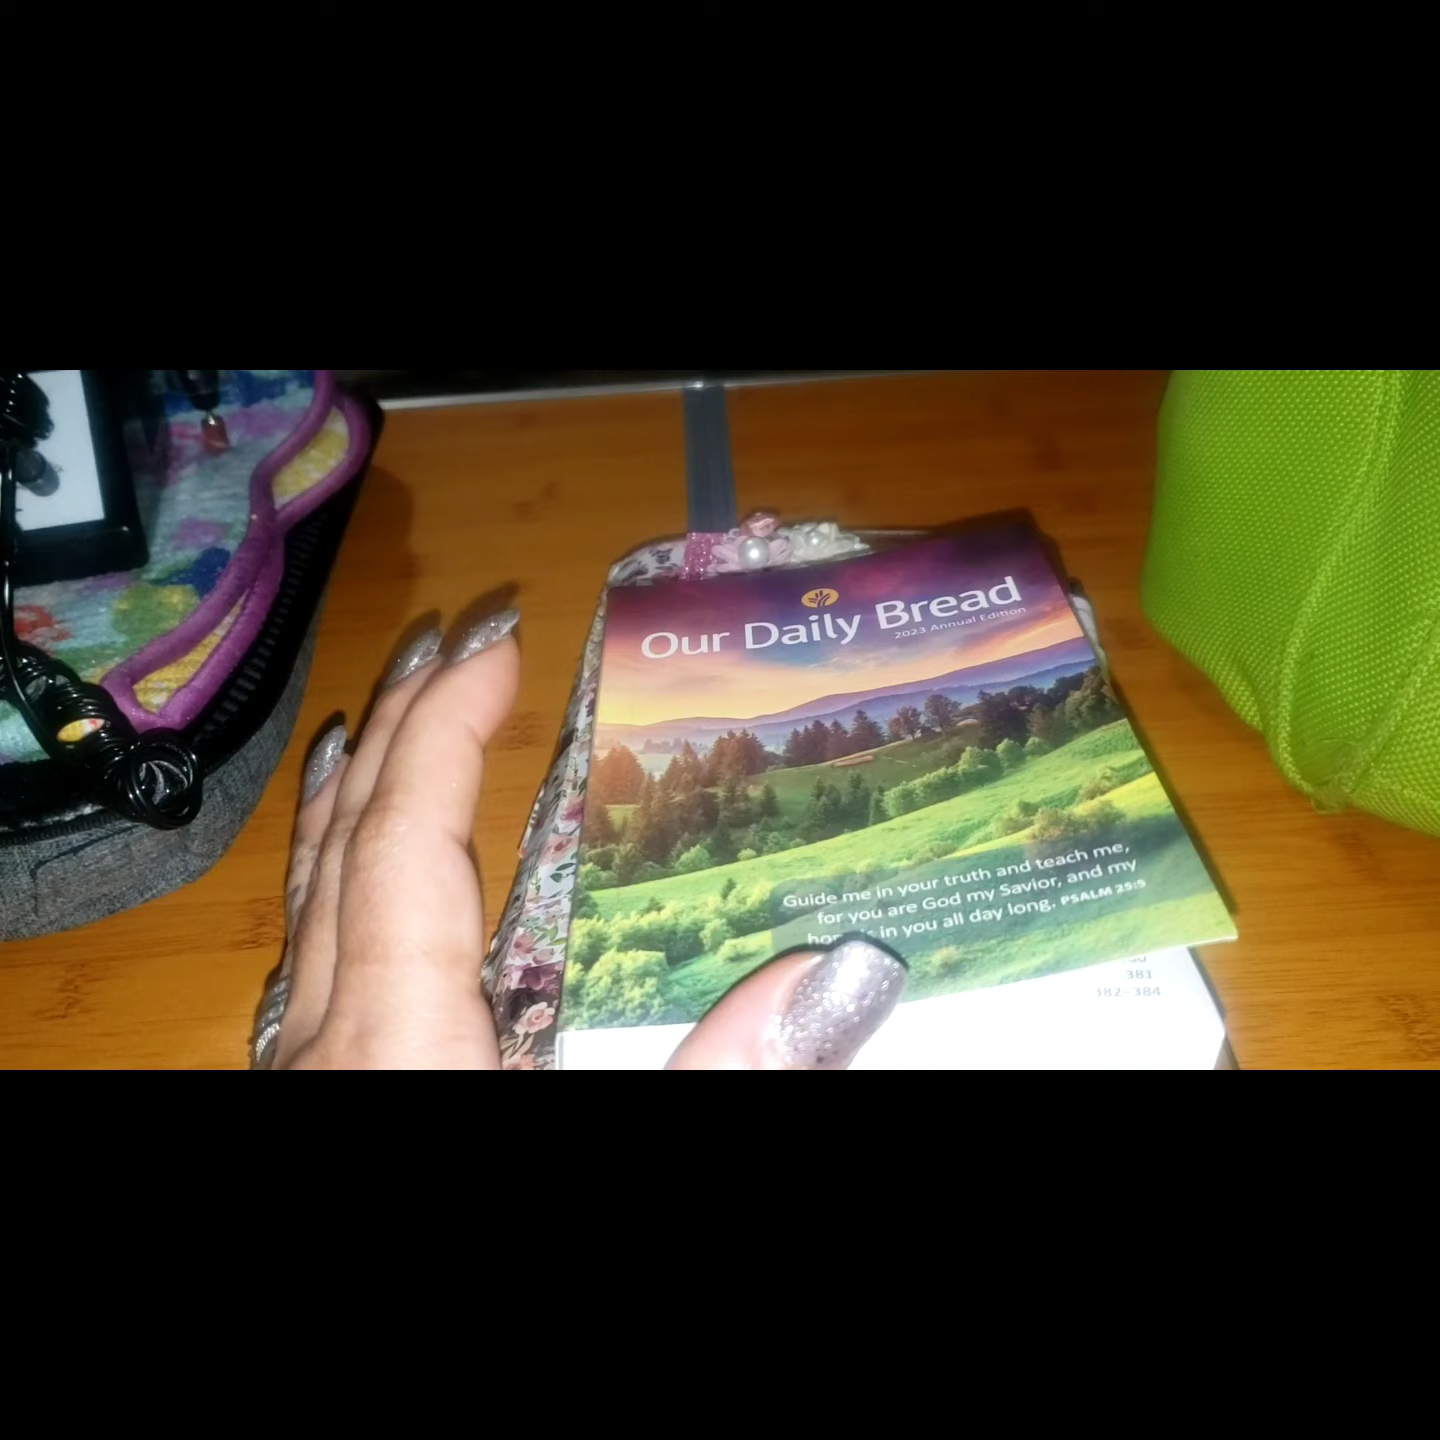 Our Daily Bread
2023 Annual Edition
Guide me in your truth and teach me,
for you are God my Savior, and my
in you all day long. PSALM 25:5
381
382–384